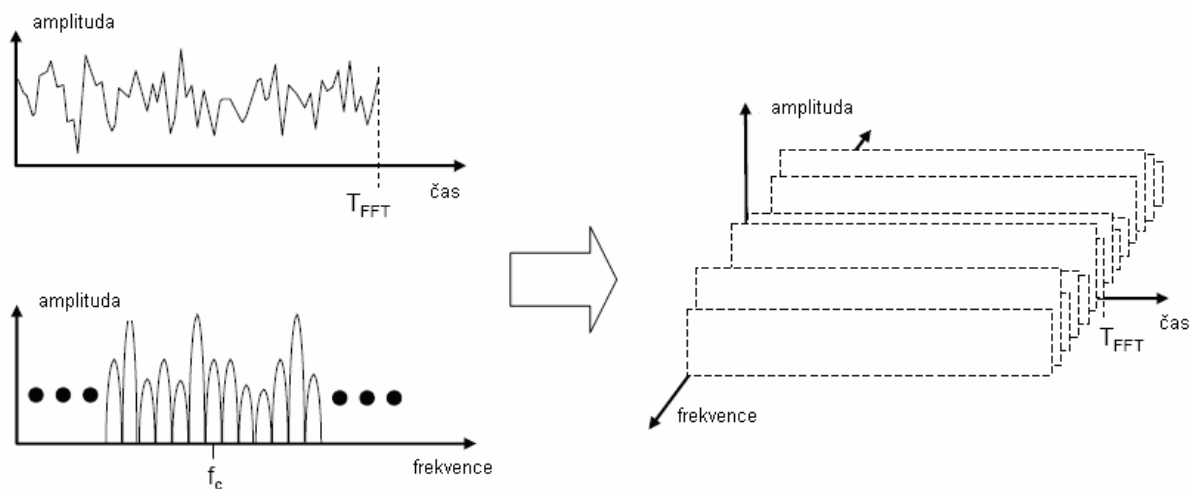 amplituda
čas
T_FFT
amplituda
frekvence
f_c
amplituda
čas
T_FFT
frekvence